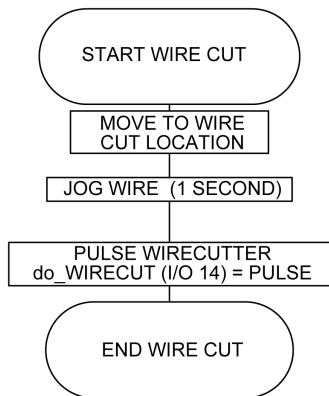 START WIRE CUT
MOVE TO WIRE
CUT LOCATION
JOG WIRE (1 SECOND)
PULSE WIRECUTTER
do_WIRECUT (I/O 14) = PULSE
END WIRE CUT